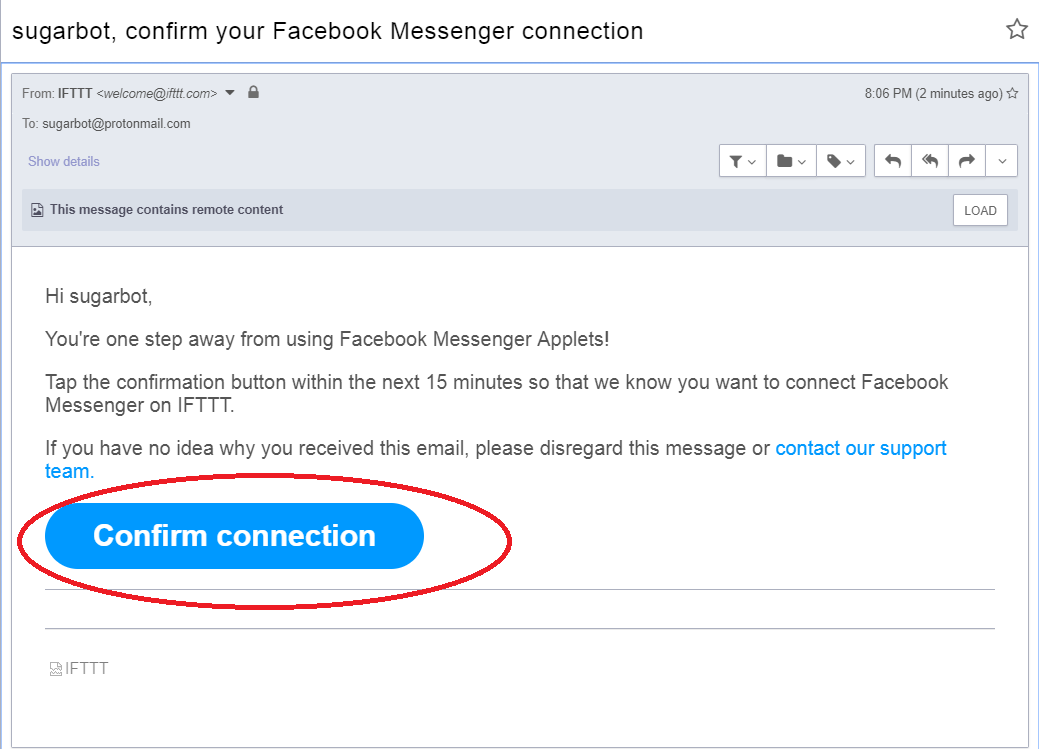 sugarbot, confirm your Facebook Messenger connection
From: IFTTT <welcome@ifttt.com>
8:06 PM (2 minutes ago)
To: sugarbot@protonmail.com
Show details
This message contains remote content
LOAD
Hi sugarbot,
You're one step away from using Facebook Messenger Applets!
Tap the confirmation button within the next 15 minutes so that we know you want to connect Facebook
Messenger on IFTTT.
If you have no idea why you received this email, please disregard this message or contact our support
team.
Confirm connection
IFTTT